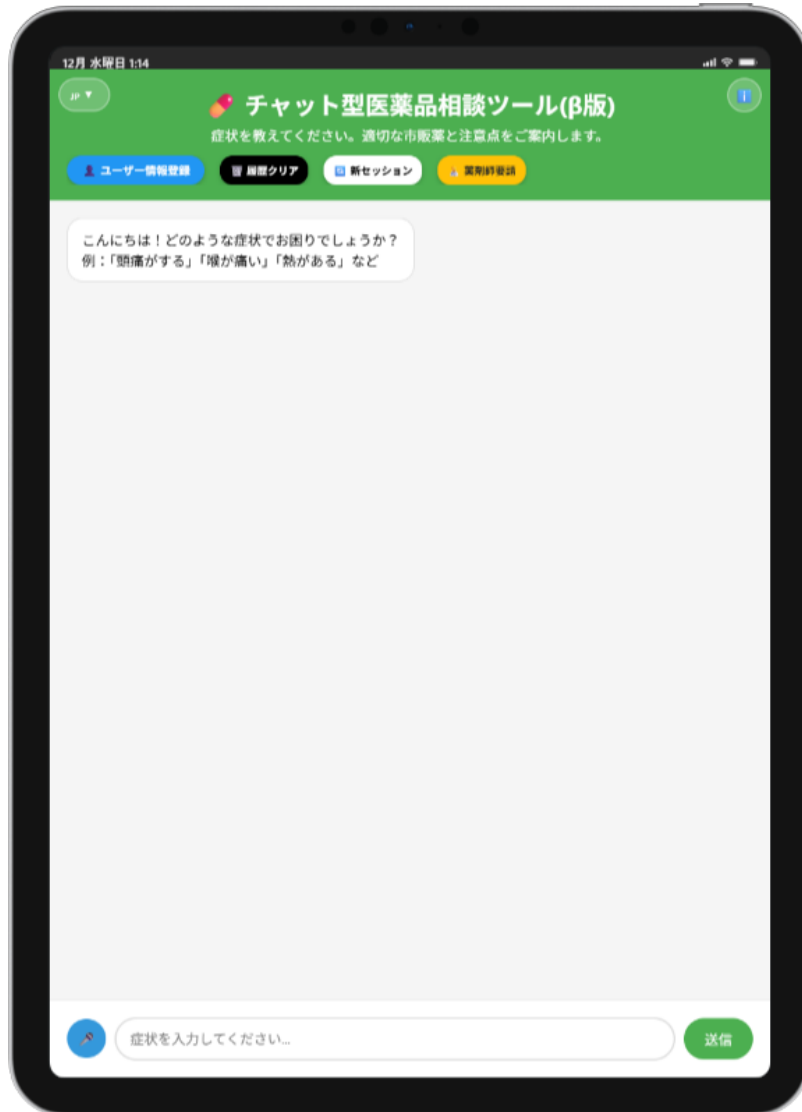 12月 水曜日 1:14
JP ▼
チャット型医薬品相談ツール(β版)
症状を教えてください。適切な市販薬と注意点をご案内します。
ユーザー情報登録
履歴クリア
新セッション
薬剤師要請
こんにちは！どのような症状でお困りでしょうか？
例：「頭痛がする」「喉が痛い」「熱がある」など
症状を入力してください...
送信